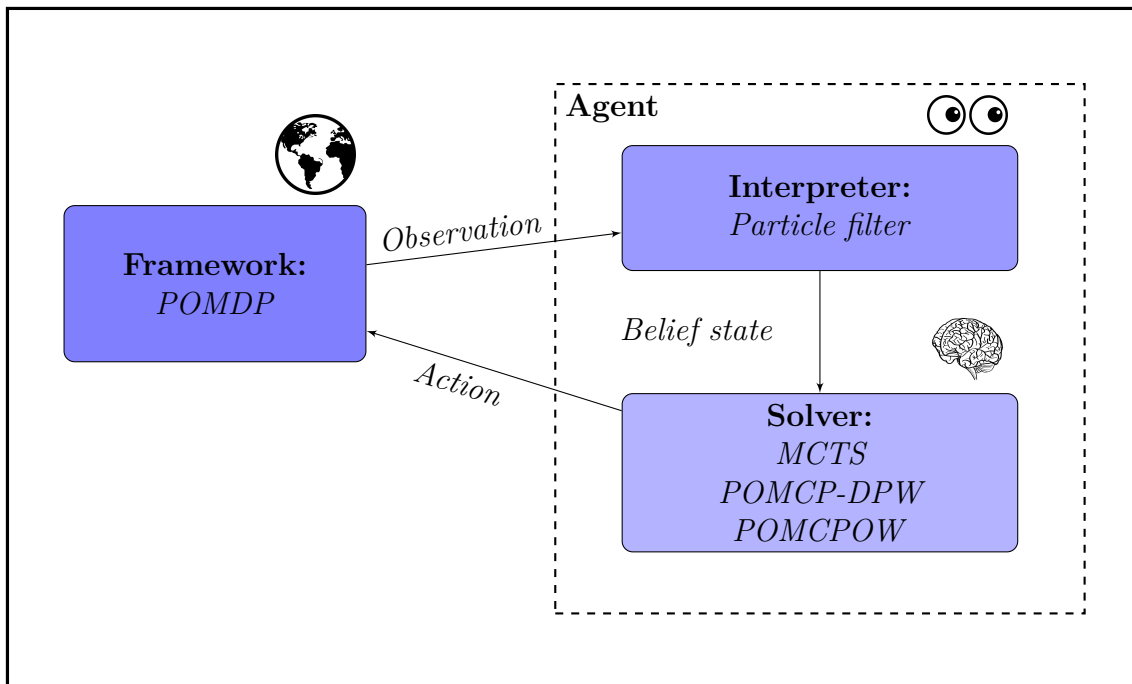 Agent
Interpreter:
Particle filter
Observation
Framework:
POMDP
Belief state
Action
Solver:
MCTS
POMCP-DPW
POMCPOW